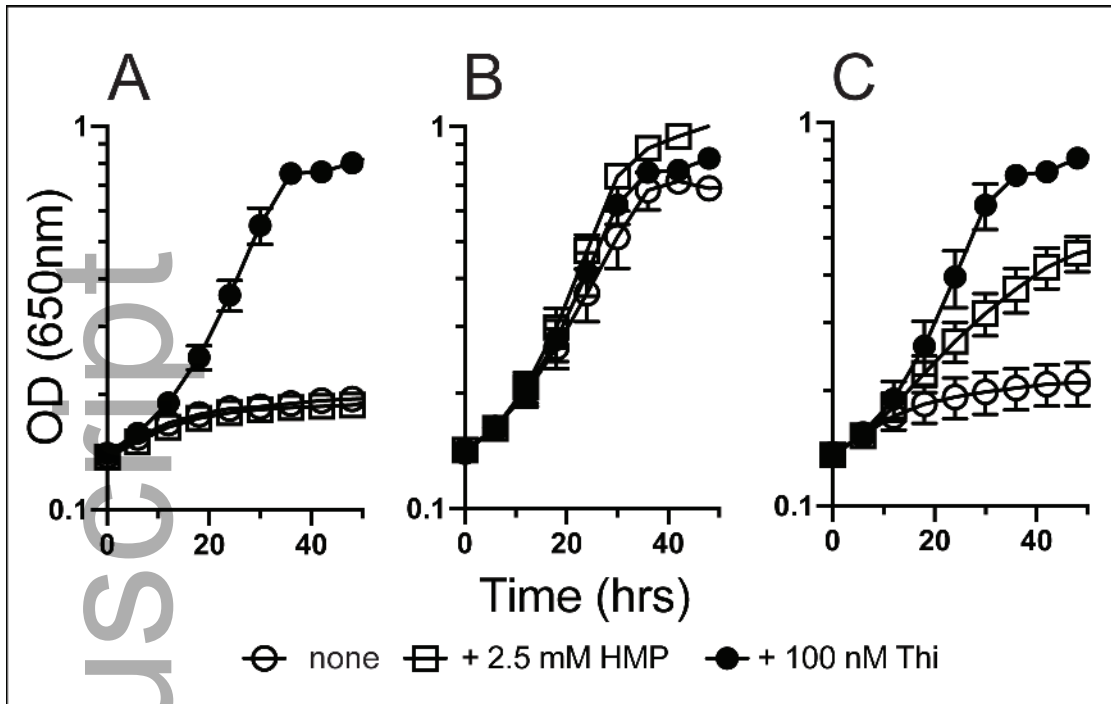 A B C
1 1 1
OD (650nm)
0.1 0.1 0.1
0 20 40 0 20 40 0 20 40
Time (hrs)
none + 2.5 mM HMP + 100 nM Thi
uscript